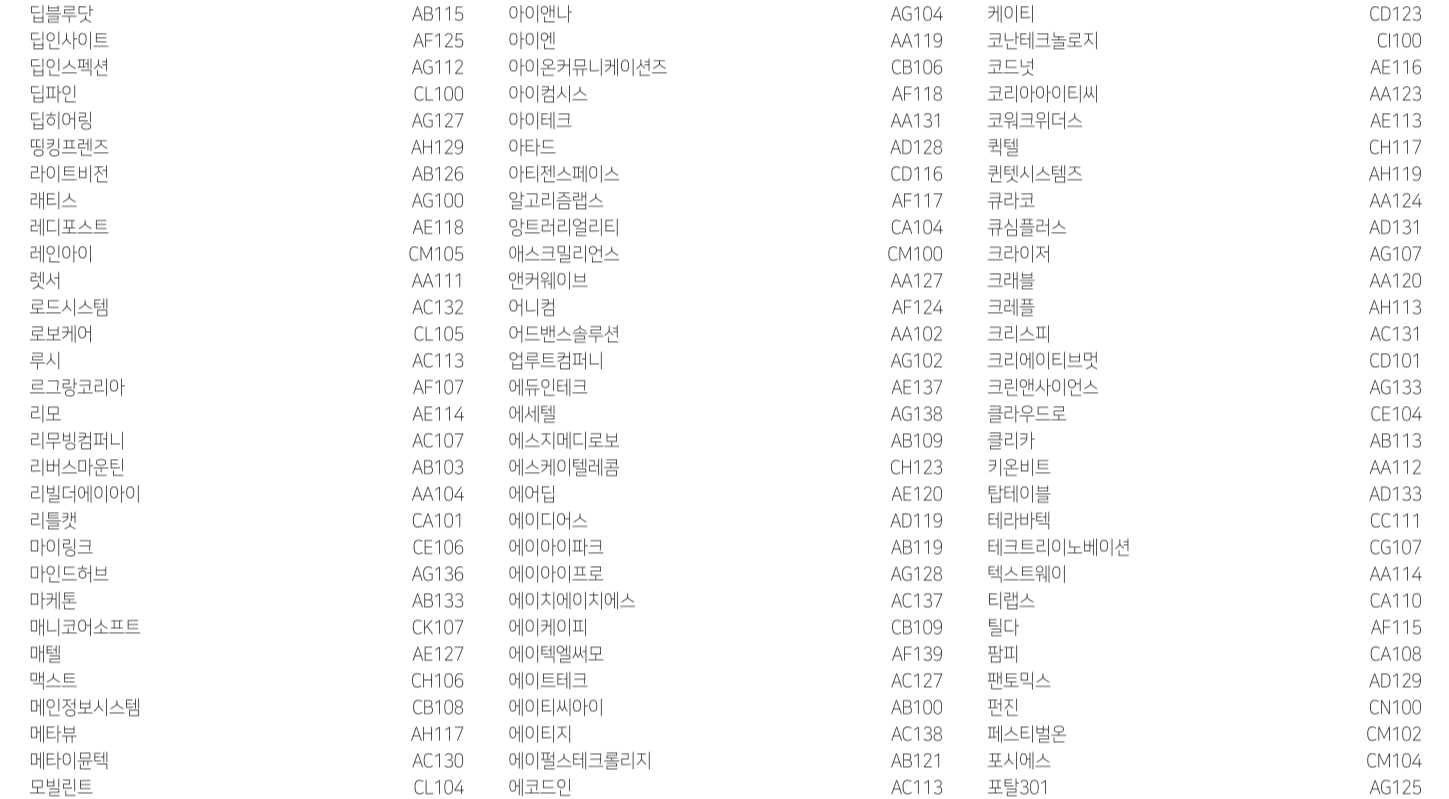 딥블루닷 AB115
딥인사이트 AF125
딥인스펙션 AG112
딥파인 CL100
딥히어링 AG127
띵킹프렌즈 AH129
라이트비전 AB126
래티스 AG100
레디포스트 AE118
레인아이 CM105
렛서 AA111
로드시스템 AC132
로보케어 CL105
루시 AC113
르그랑코리아 AF107
리모 AE114
리무빙컴퍼니 AC107
리버스마운틴 AB103
리빌더에이아이 AA104
리틀캣 CA101
마이링크 CE106
마인드허브 AG136
마케톤 AB133
매니코어소프트 CK107
매텔 AE127
맥스트 CH106
메인정보시스템 CB108
메타뷰 AH117
메타이뮨텍 AC130
모빌린트 CL104
아이앤나 AG104
아이엔 AA119
아이온커뮤니케이션즈 CB106
아이컴시스 AF118
아이테크 AA131
아타드 AD128
아티젠스페이스 CD116
알고리즘랩스 AF117
앙트러리얼리티 CA104
애스크밀리언스 CM100
앤커웨이브 AA127
어니컴 AF124
어드밴스솔루션 AA102
업루트컴퍼니 AG102
에듀인테크 AE137
에세텔 AG138
에스지메디로보 AB109
에스케이텔레콤 CH123
에어딥 AE120
에이디어스 AD119
에이아이파크 AB119
에이아이프로 AG128
에이치에이치에스 AC137
에이케이피 CB109
에이텍엘써모 AF139
에이트테크 AC127
에이티씨아이 AB100
에이티지 AC138
에이펄스테크롤리지 AB121
에코드인 AC113
케이티 CD123
코난테크놀로지 CI100
코드넛 AE116
코리아아이티씨 AA123
코워크위더스 AE113
퀵텔 CH117
퀸텟시스템즈 AH119
큐라코 AA124
큐심플러스 AD131
크라이저 AG107
크래블 AA120
크레플 AH113
크리스피 AC131
크리에이티브멋 CD101
크린앤사이언스 AG133
클라우드로 CE104
클리카 AB113
키온비트 AA112
탑테이블 AD133
테라바텍 CC111
테크트리이노베이션 CG107
텍스트웨이 AA114
티랩스 CA110
틸다 AF115
팜피 CA108
팬토믹스 AD129
펀진 CN100
페스티벌온 CM102
포시에스 CM104
포탈301 AG125